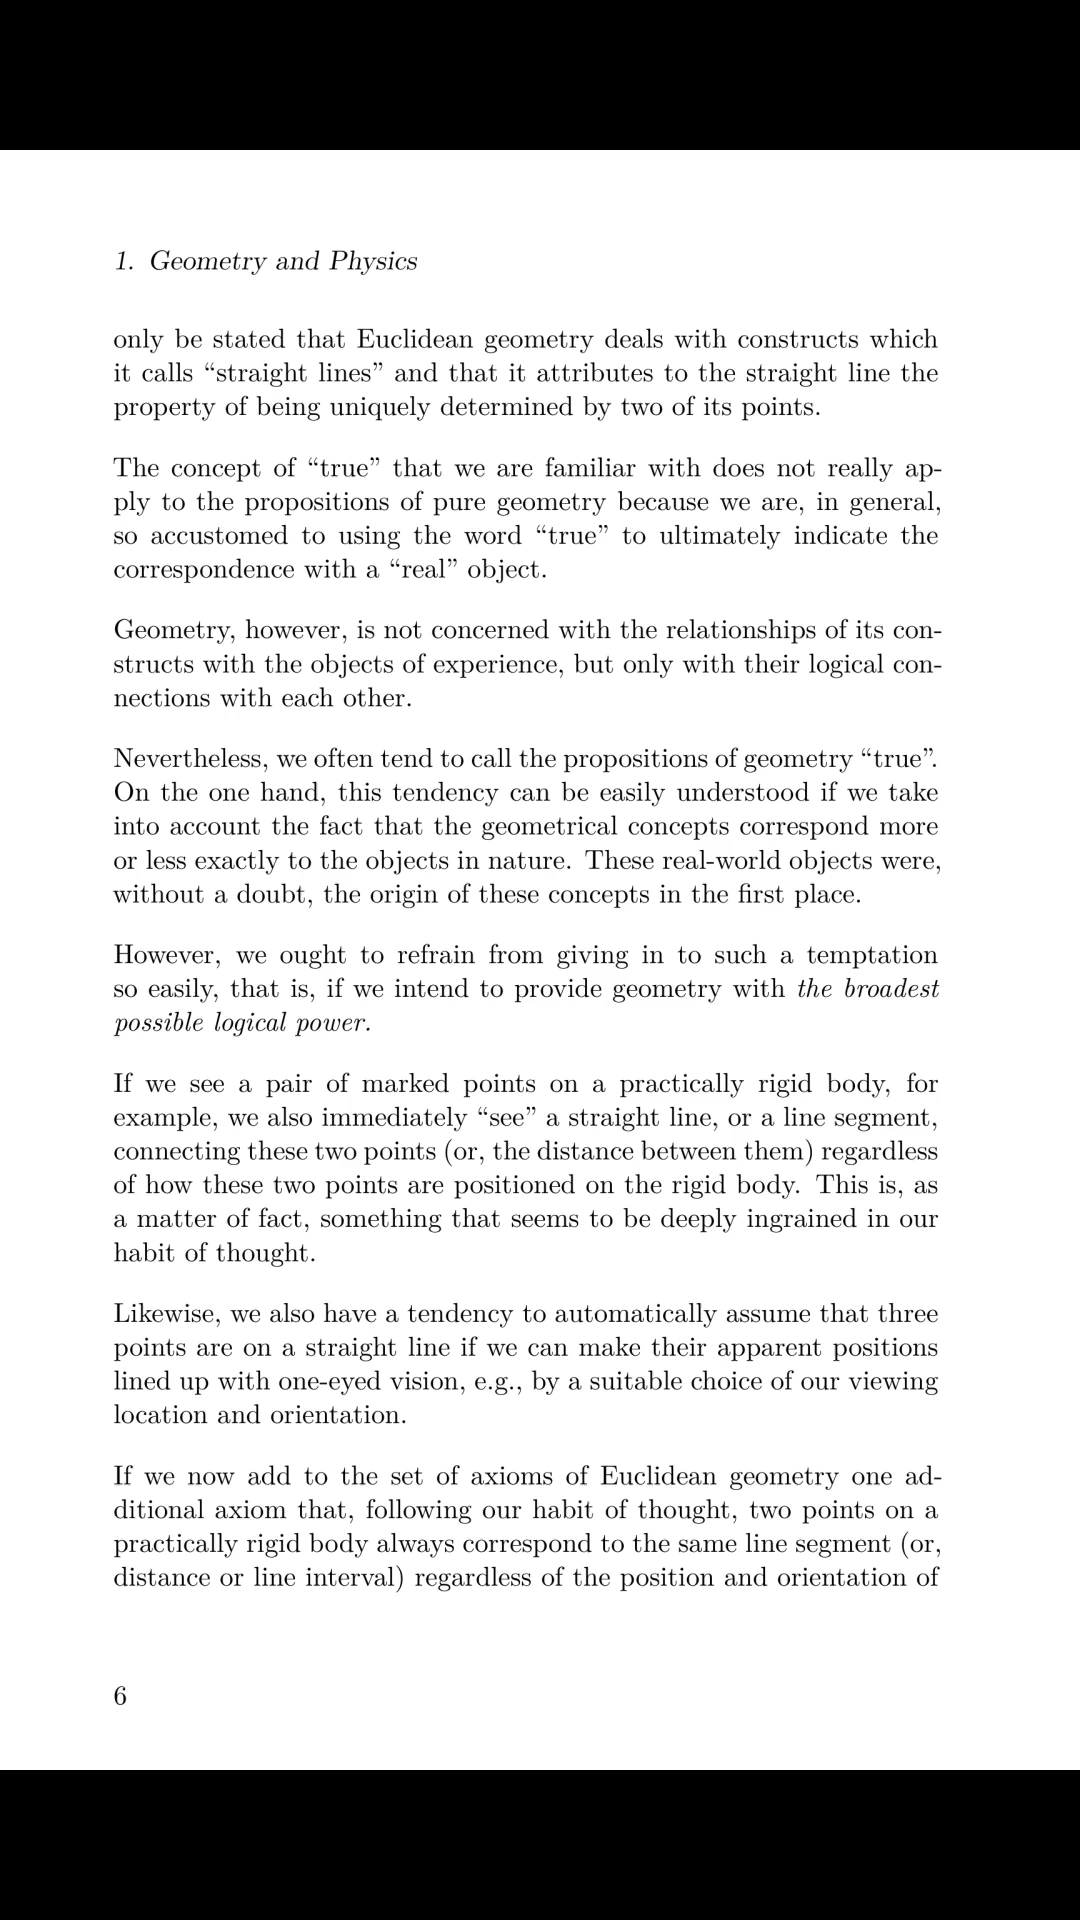 1. Geometry and Physics
only be stated that Euclidean geometry deals with constructs which
it calls “straight lines” and that it attributes to the straight line the
property of being uniquely determined by two of its points.
The concept of “true” that we are familiar with does not really ap-
ply to the propositions of pure geometry because we are, in general,
so accustomed to using the word “true” to ultimately indicate the
correspondence with a “real” object.
Geometry, however, is not concerned with the relationships of its con-
structs with the objects of experience, but only with their logical con-
nections with each other.
Nevertheless, we often tend to call the propositions of geometry “true”.
On the one hand, this tendency can be easily understood if we take
into account the fact that the geometrical concepts correspond more
or less exactly to the objects in nature. These real-world objects were,
without a doubt, the origin of these concepts in the first place.
However, we ought to refrain from giving in to such a temptation
so easily, that is, if we intend to provide geometry with the broadest
possible logical power.
If we see a pair of marked points on a practically rigid body, for
example, we also immediately “see” a straight line, or a line segment,
connecting these two points (or, the distance between them) regardless
of how these two points are positioned on the rigid body. This is, as
a matter of fact, something that seems to be deeply ingrained in our
habit of thought.
Likewise, we also have a tendency to automatically assume that three
points are on a straight line if we can make their apparent positions
lined up with one-eyed vision, e.g., by a suitable choice of our viewing
location and orientation.
If we now add to the set of axioms of Euclidean geometry one ad-
ditional axiom that, following our habit of thought, two points on a
practically rigid body always correspond to the same line segment (or,
distance or line interval) regardless of the position and orientation of
6